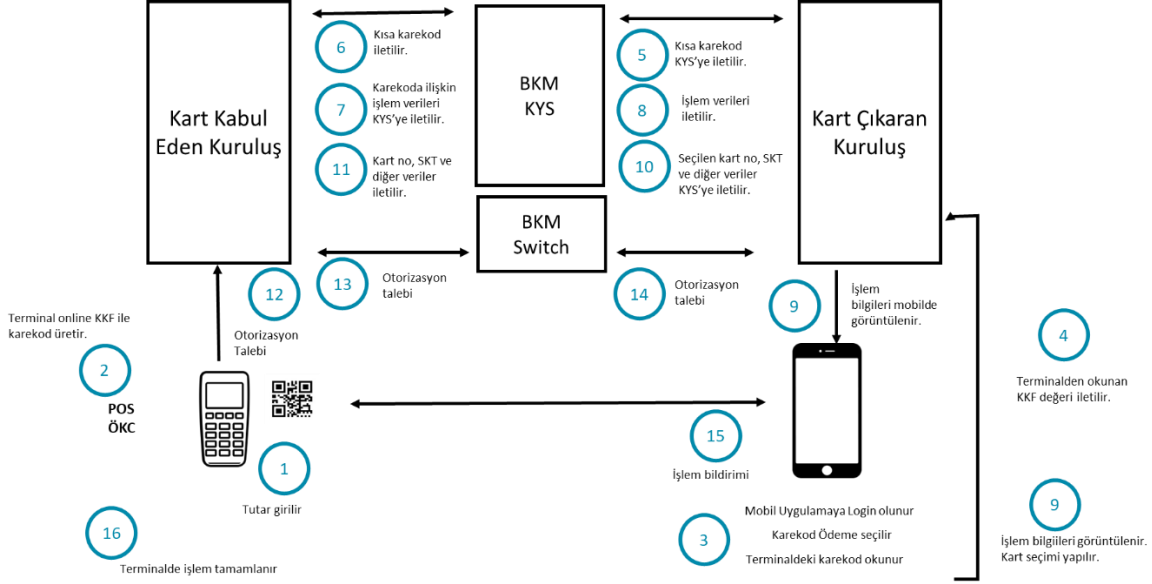 Kart Kabul
Eden Kuruluş
6
Kısa karekod
iletilir.
7
Karekoda ilişkin
işlem verileri
KYS'ye iletilir.
11
Kart no, SKT ve
diğer veriler
iletilir.
BKM
KYS
5
Kısa karekod
KYS'ye iletilir.
8
İşlem verileri
iletilir.
10
Seçilen kart no, SKT
ve diğer veriler
KYS'ye iletilir.
Kart Çıkaran
Kuruluş
BKM
Switch
12
Otorizasyon
Talebi
13
Otorizasyon
talebi
14
Otorizasyon
talebi
9
İşlem
bilgileri mobilde
görüntülenir.
Terminal online KKF ile
karekod üretir.
2
POS
ÖKC
4
Terminalden okunan
KKF değeri iletilir.
1
Tutar girilir
15
İşlem bildirimi
16
Terminalde işlem tamamlanır
3
Mobil Uygulamaya Login olunur
Karekod Ödeme seçilir
Terminaldeki karekod okunur
9
İşlem bilgiileri görüntülenir.
Kart seçimi yapılır.